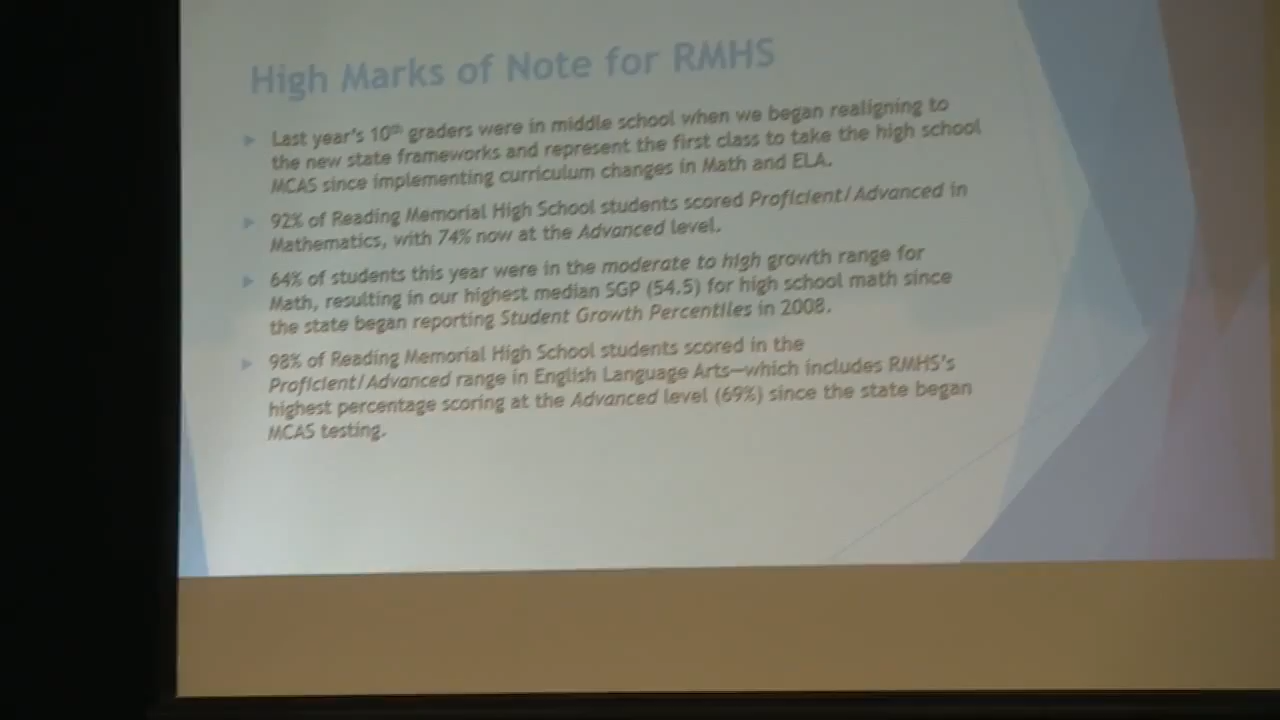 High Marks of Note for RMHS
Last year's 10th graders were in middle school when we began realigning to
the new state frameworks and represent the first class to take the high school
MCAS since implementing curriculum changes in Math and ELA.
92% of Reading Memorial High School students scored Proficient/Advanced in
Mathematics, with 74% now at the Advanced level.
64% of students this year were in the moderate to high growth range for
Math, resulting in our highest median SGP (54.5) for high school math since
the state began reporting Student Growth Percentiles in 2008.
98% of Reading Memorial High School students scored in the
Proficient/Advanced range in English Language Arts—which includes RMHS's
highest percentage scoring at the Advanced level (69%) since the state began
MCAS testing.